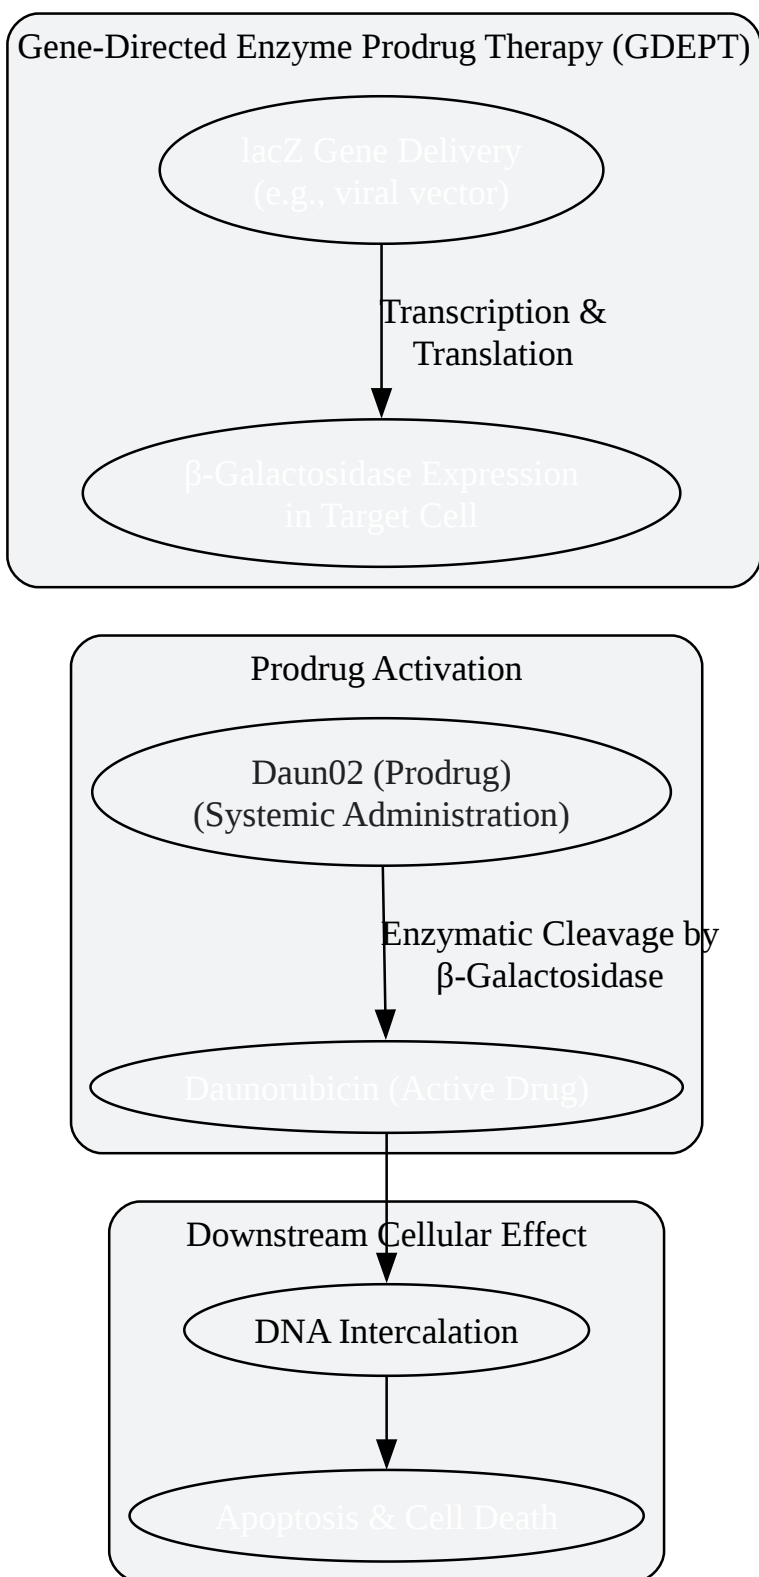 Gene-Directed Enzyme Prodrug Therapy (GDEPT)
lacZ Gene Delivery
(e.g., viral vector)
Transcription &
Translation
β-Galactosidase Expression
in Target Cell
Prodrug Activation
Daun02 (Prodrug)
(Systemic Administration)
Enzymatic Cleavage by
β-Galactosidase
Daunorubicin (Active Drug)
Downstream Cellular Effect
DNA Intercalation
Apoptosis & Cell Death